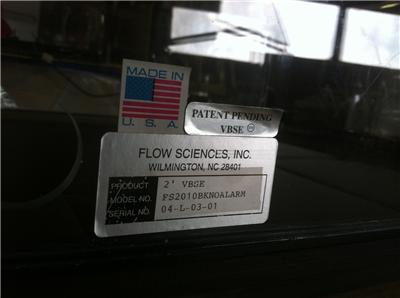 MADE IN
U.S.A.
PATENT PENDING
VBSE
FLOW SCIENCES, INC.
WILMINGTON, NC 28401
PRODUCT 2' VBSE
MODEL NO. FS2010BKNOALARM
SERIAL NO. 04-L-03-01